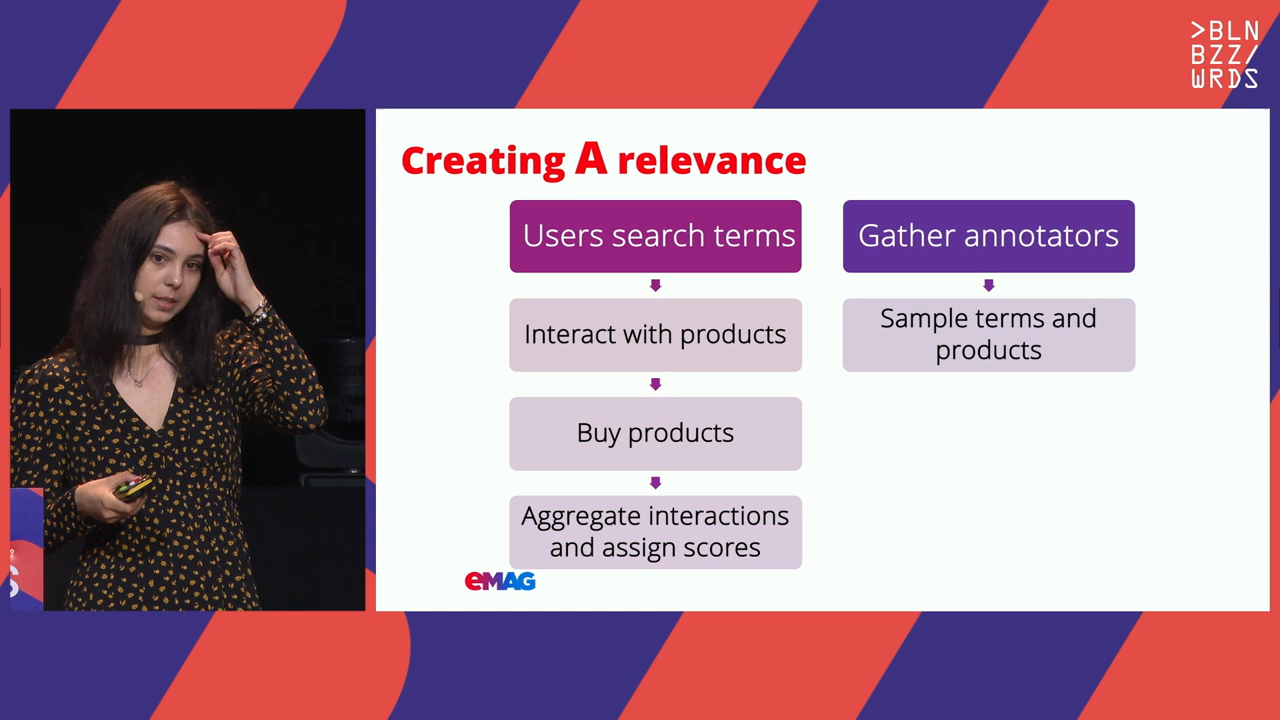 >BLN
BZZ/
WRDS
Creating A relevance
Users search terms
Interact with products
Buy products
Aggregate interactions
and assign scores
Gather annotators
Sample terms and
products
eMAG
S